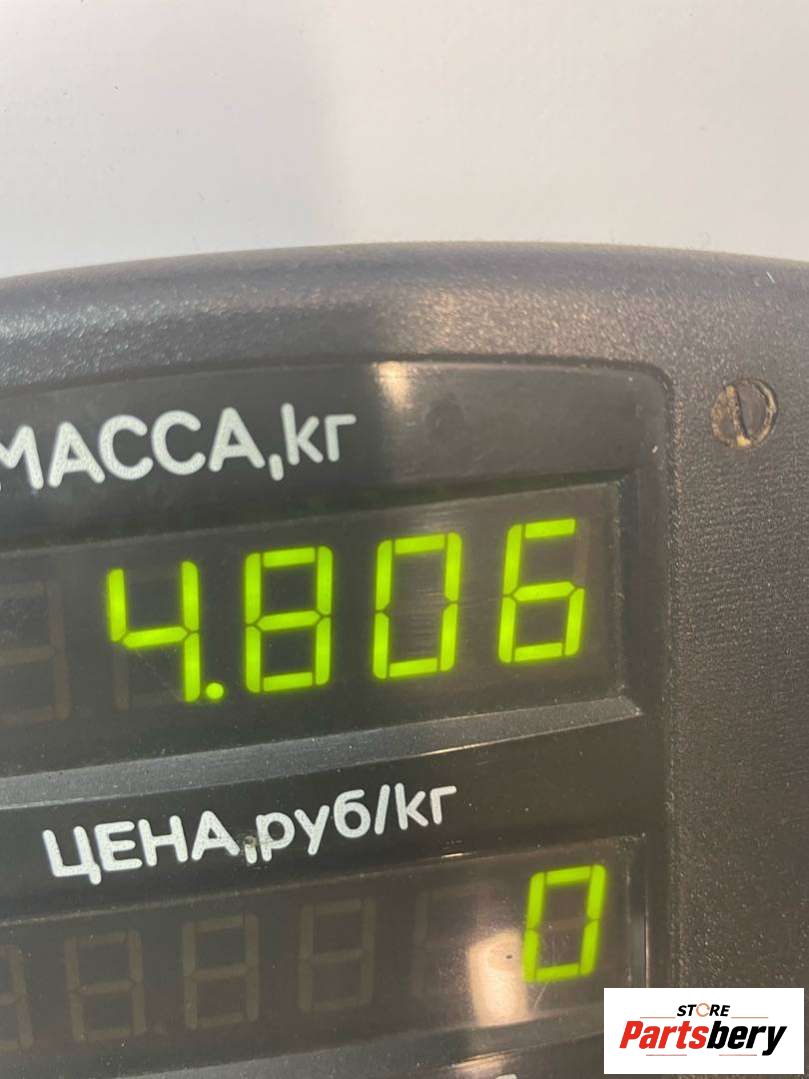 МАССА,кг
4.806
ЦЕНА,руб/кг
0
STORE
Partsbery